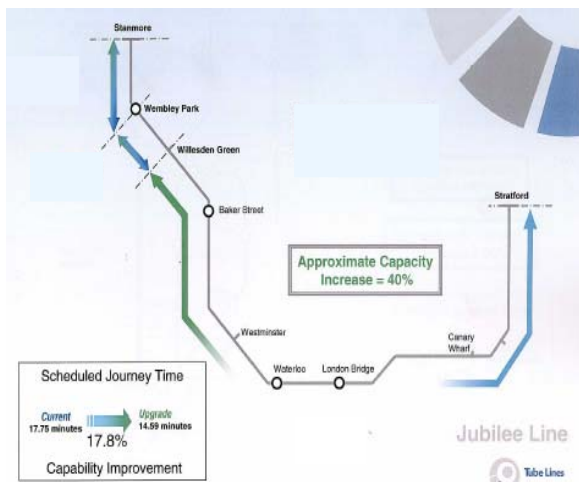 Stanmore
Wembley Park
Willesden Green
Baker Street
Stratford
Approximate Capacity
Increase = 40%
Westminster
Waterloo
London Bridge
Canary
Wharf
Scheduled Journey Time
Current
17.75 minutes
Upgrade
14.59 minutes
17.8%
Capability Improvement
Jubilee Line
Tube Lines